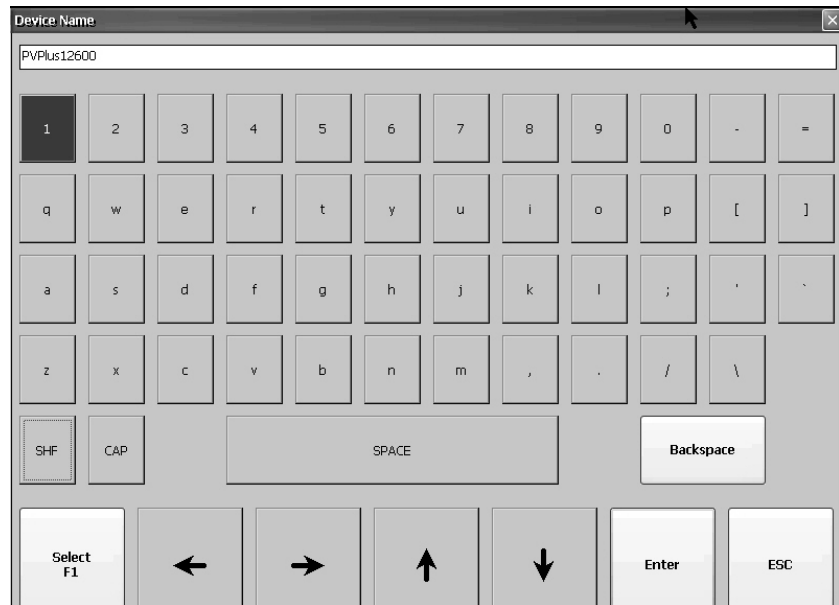 Device Name
PVPlus12600
1 2 3 4 5 6 7 8 9 0 - =
q w e r t y u i o p [ ]
a s d f g h j k l ; ' `
z x c v b n m , . / \
SHF CAP SPACE Backspace
Select
F1
Enter ESC